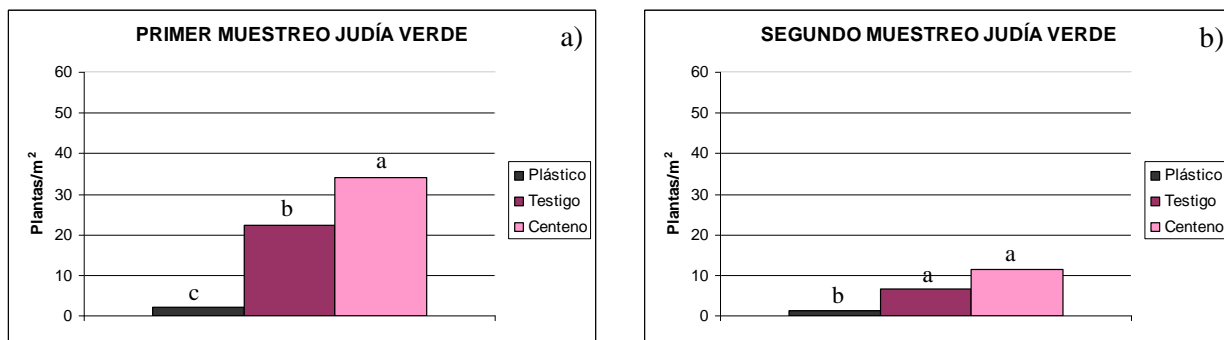 PRIMER MUESTREO JUDÍA VERDE
a)
60
50
40
30
20
10
0
Plantas/m²
c
b
a
Plástico
Testigo
Centeno
SEGUNDO MUESTREO JUDÍA VERDE
b)
60
50
40
30
20
10
0
Plantas/m²
b
a
a
Plástico
Testigo
Centeno